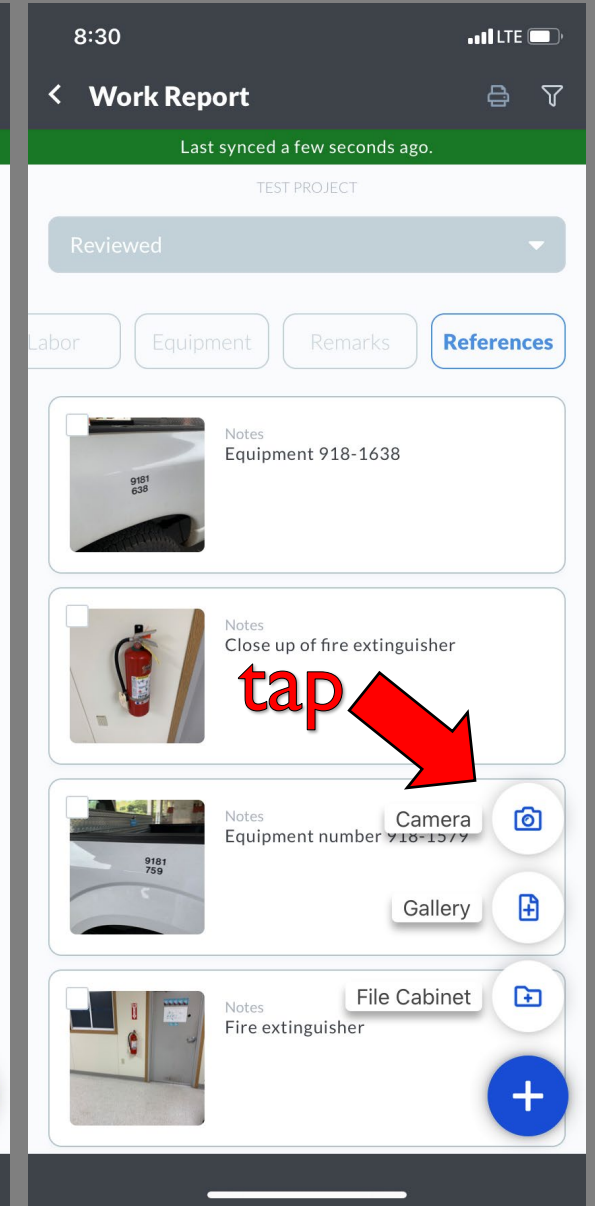 8:30
LTE
Work Report
Last synced a few seconds ago.
TEST PROJECT
Reviewed
Labor
Equipment
Remarks
References
9181
638
Notes
Equipment 918-1638
Notes
Close up of fire extinguisher
tap
9181
759
Notes
Equipment number 918-1579
Camera
Gallery
Notes
Fire extinguisher
File Cabinet